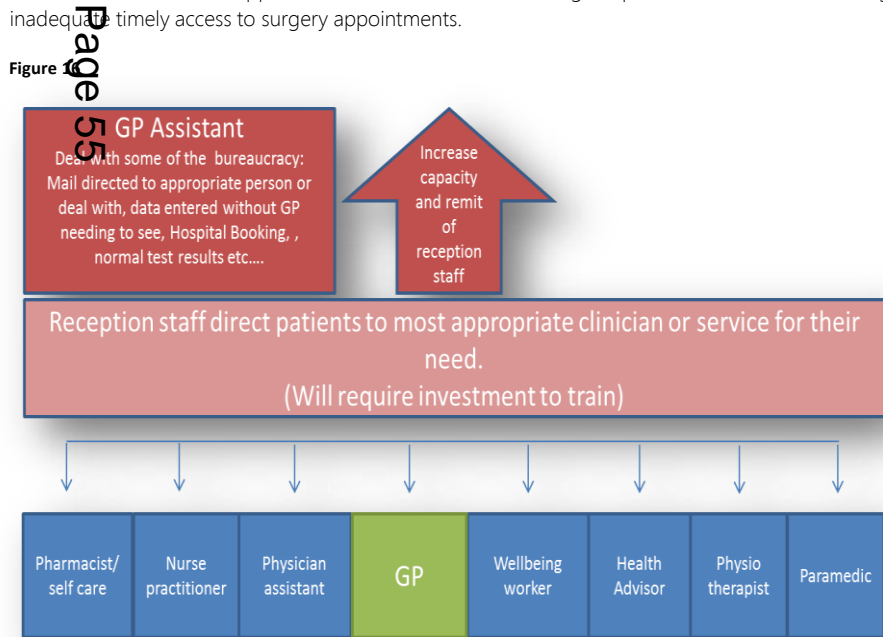 inadequate timely access to surgery appointments.
Page 55
Figure 16
GP Assistant
Deal with some of the bureaucracy:
Mail directed to appropriate person or
deal with, data entered without GP
needing to see, Hospital Booking, ,
normal test results etc....
Increase
capacity
and remit
of
reception
staff
Reception staff direct patients to most appropriate clinician or service for their
need.
(Will require investment to train)
Pharmacist/
self care
Nurse
practitioner
Physician
assistant
GP
Wellbeing
worker
Health
Advisor
Physio
therapist
Paramedic